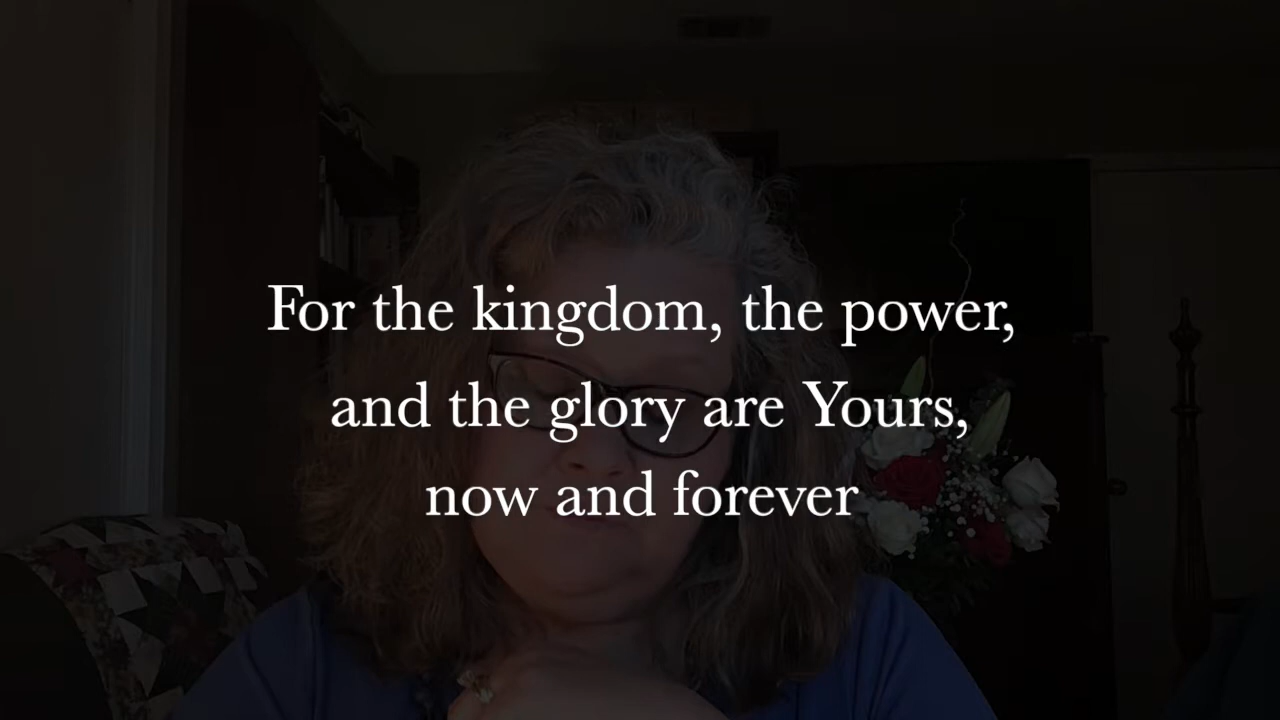 For the kingdom, the power,
and the glory are Yours,
now and forever